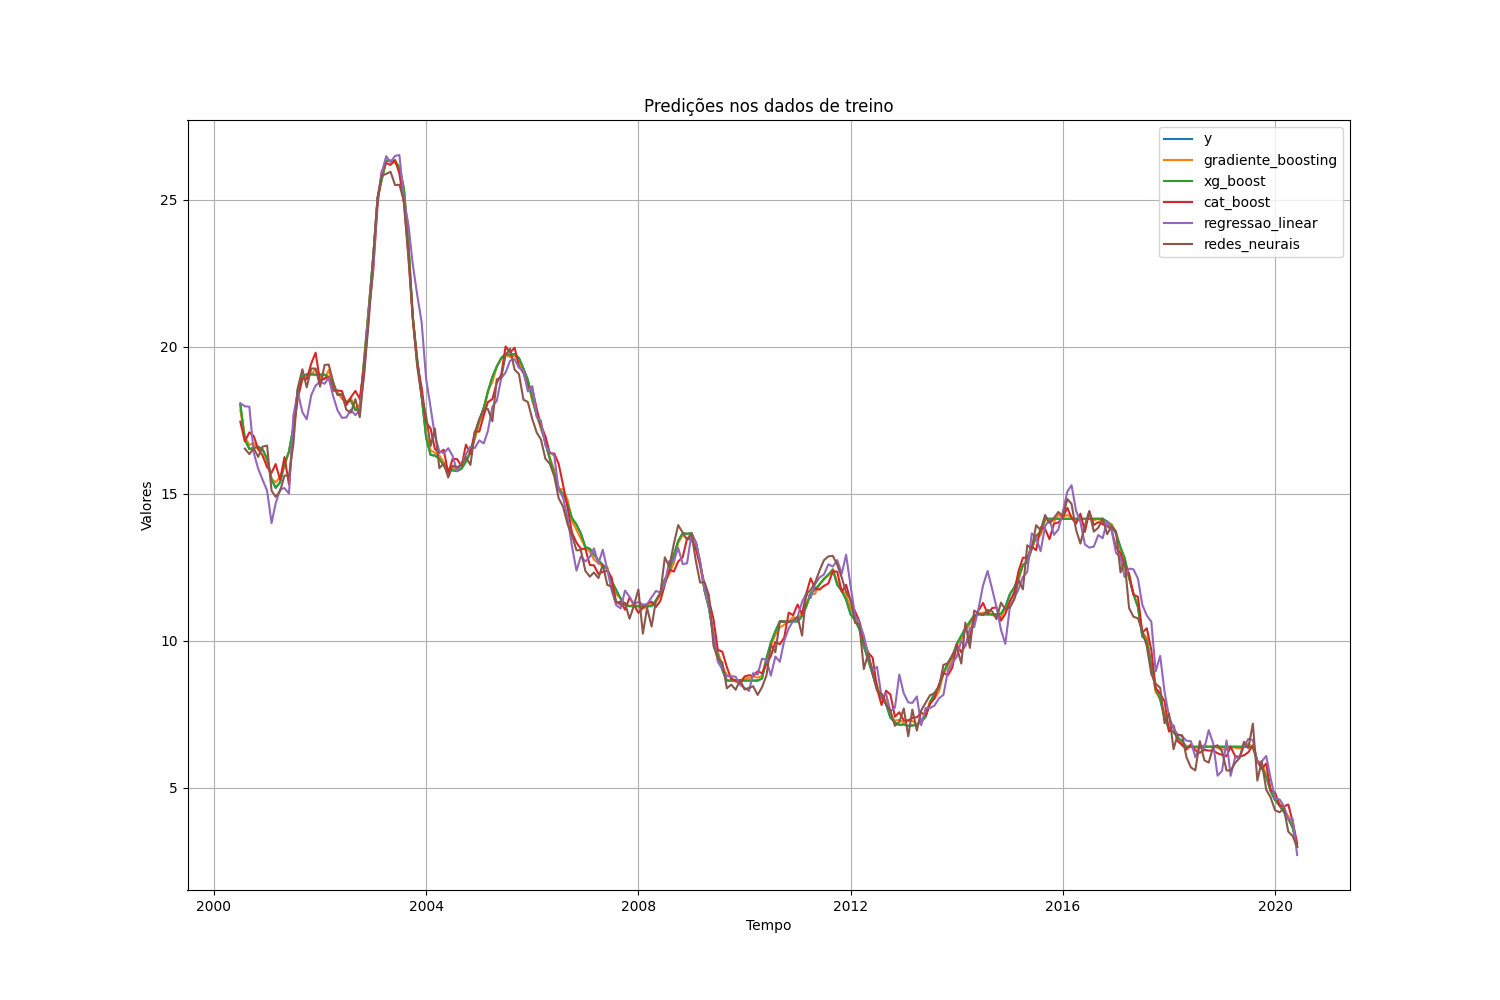 Predições nos dados de treino
y
gradiente_boosting
xg_boost
cat_boost
regressao_linear
redes_neurais
25
20
15
10
5
Valores
2000
2004
2008
2012
2016
2020
Tempo